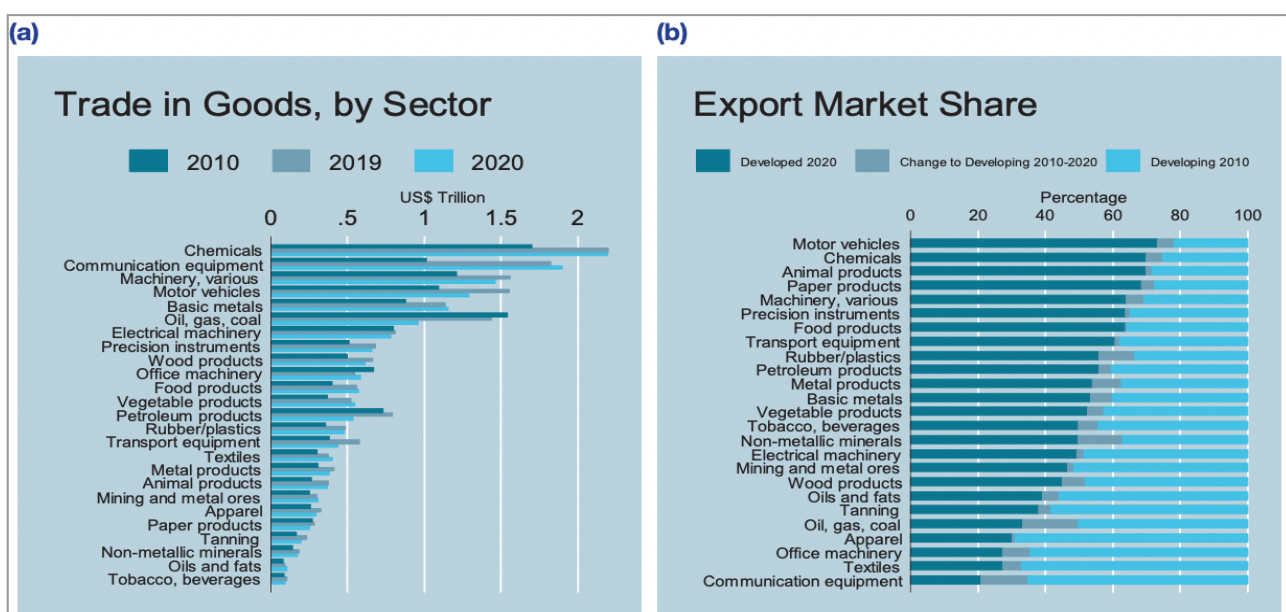 (a)
Trade in Goods, by Sector
2010 2019 2020
US$ Trillion
0 .5 1 1.5 2
Chemicals
Communication equipment
Machinery, various
Motor vehicles
Basic metals
Oil, gas, coal
Electrical machinery
Precision instruments
Wood products
Office machinery
Food products
Vegetable products
Petroleum products
Rubber/plastics
Transport equipment
Textiles
Metal products
Animal products
Mining and metal ores
Apparel
Paper products
Tanning
Non-metallic minerals
Oils and fats
Tobacco, beverages
(b)
Export Market Share
Developed 2020 Change to Developing 2010-2020 Developing 2010
Percentage
0 20 40 60 80 100
Motor vehicles
Chemicals
Animal products
Paper products
Machinery, various
Precision instruments
Food products
Transport equipment
Rubber/plastics
Petroleum products
Metal products
Basic metals
Vegetable products
Tobacco, beverages
Non-metallic minerals
Electrical machinery
Mining and metal ores
Wood products
Oils and fats
Tanning
Oil, gas, coal
Apparel
Office machinery
Textiles
Communication equipment